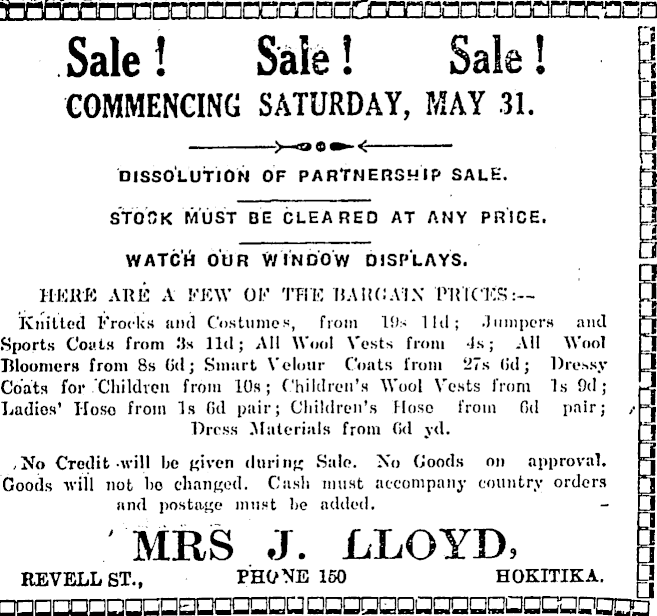 Sale! Sale! Sale!
COMMENCING SATURDAY, MAY 31.
DISSOLUTION OF PARTNERSHIP SALE.
STOCK MUST BE CLEARED AT ANY PRICE.
WATCH OUR WINDOW DISPLAYS.
HERE ARE A FEW OF THE BARGAIN PRICES:—
Knitted Frocks and Costumes, from 19s 11d; Jumpers and
Sports Coats from 3s 11d; All Wool Vests from 4s; All Wool
Bloomers from 8s 6d; Smart Velour Coats from 27s 6d; Dressy
Coats for Children from 10s; Children's Wool Vests from 1s 9d;
Ladies' Hose from 1s 6d pair; Children's Hose from 6d pair;
Dress Materials from 6d yd.
No Credit will be given during Sale. No Goods on approval.
Goods will not be changed. Cash must accompany country orders
and postage must be added.
MRS J. LLOYD,
REVELL ST., PHONE 150 HOKITIKA.